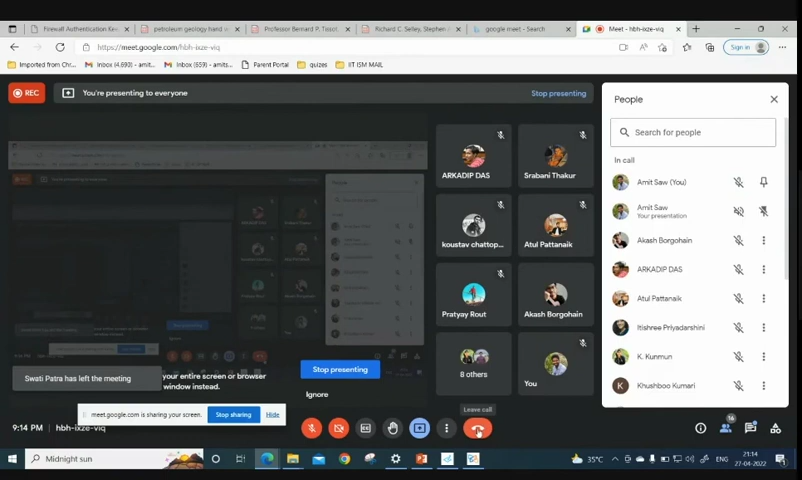 Firewall Authentication Kee
petroleum geology hand w
Professor Bernard P. Tissot
Richard C. Selley, Stephen
google meet - Search
Meet - hbh-ixze-viq
https://meet.google.com/hbh-ixze-viq
Sign in
Imported from Chr...
Inbox (4,690) - amits...
Inbox (659) - amits...
Parent Portal
quizes
IIT ISM MAIL
REC
You're presenting to everyone
Stop presenting
People
Search for people
In call
Amit Saw (You)
Amit Saw
Your presentation
Akash Borgohain
ARKADIP DAS
Atul Pattanaik
Itishree Priyadarshini
K. Kunmun
Khushboo Kumari
ARKADIP DAS
Srabani Thakur
koustav chattop...
Atul Pattanaik
Pratyay Rout
Akash Borgohain
8 others
You
Swati Patra has left the meeting
your entire screen or browser
window instead.
Stop presenting
Ignore
meet.google.com is sharing your screen.
Stop sharing
Hide
Leave call
9:14 PM
hbh-ixze-viq
16
Midnight sun
35°C
ENG
21:14
27-04-2022